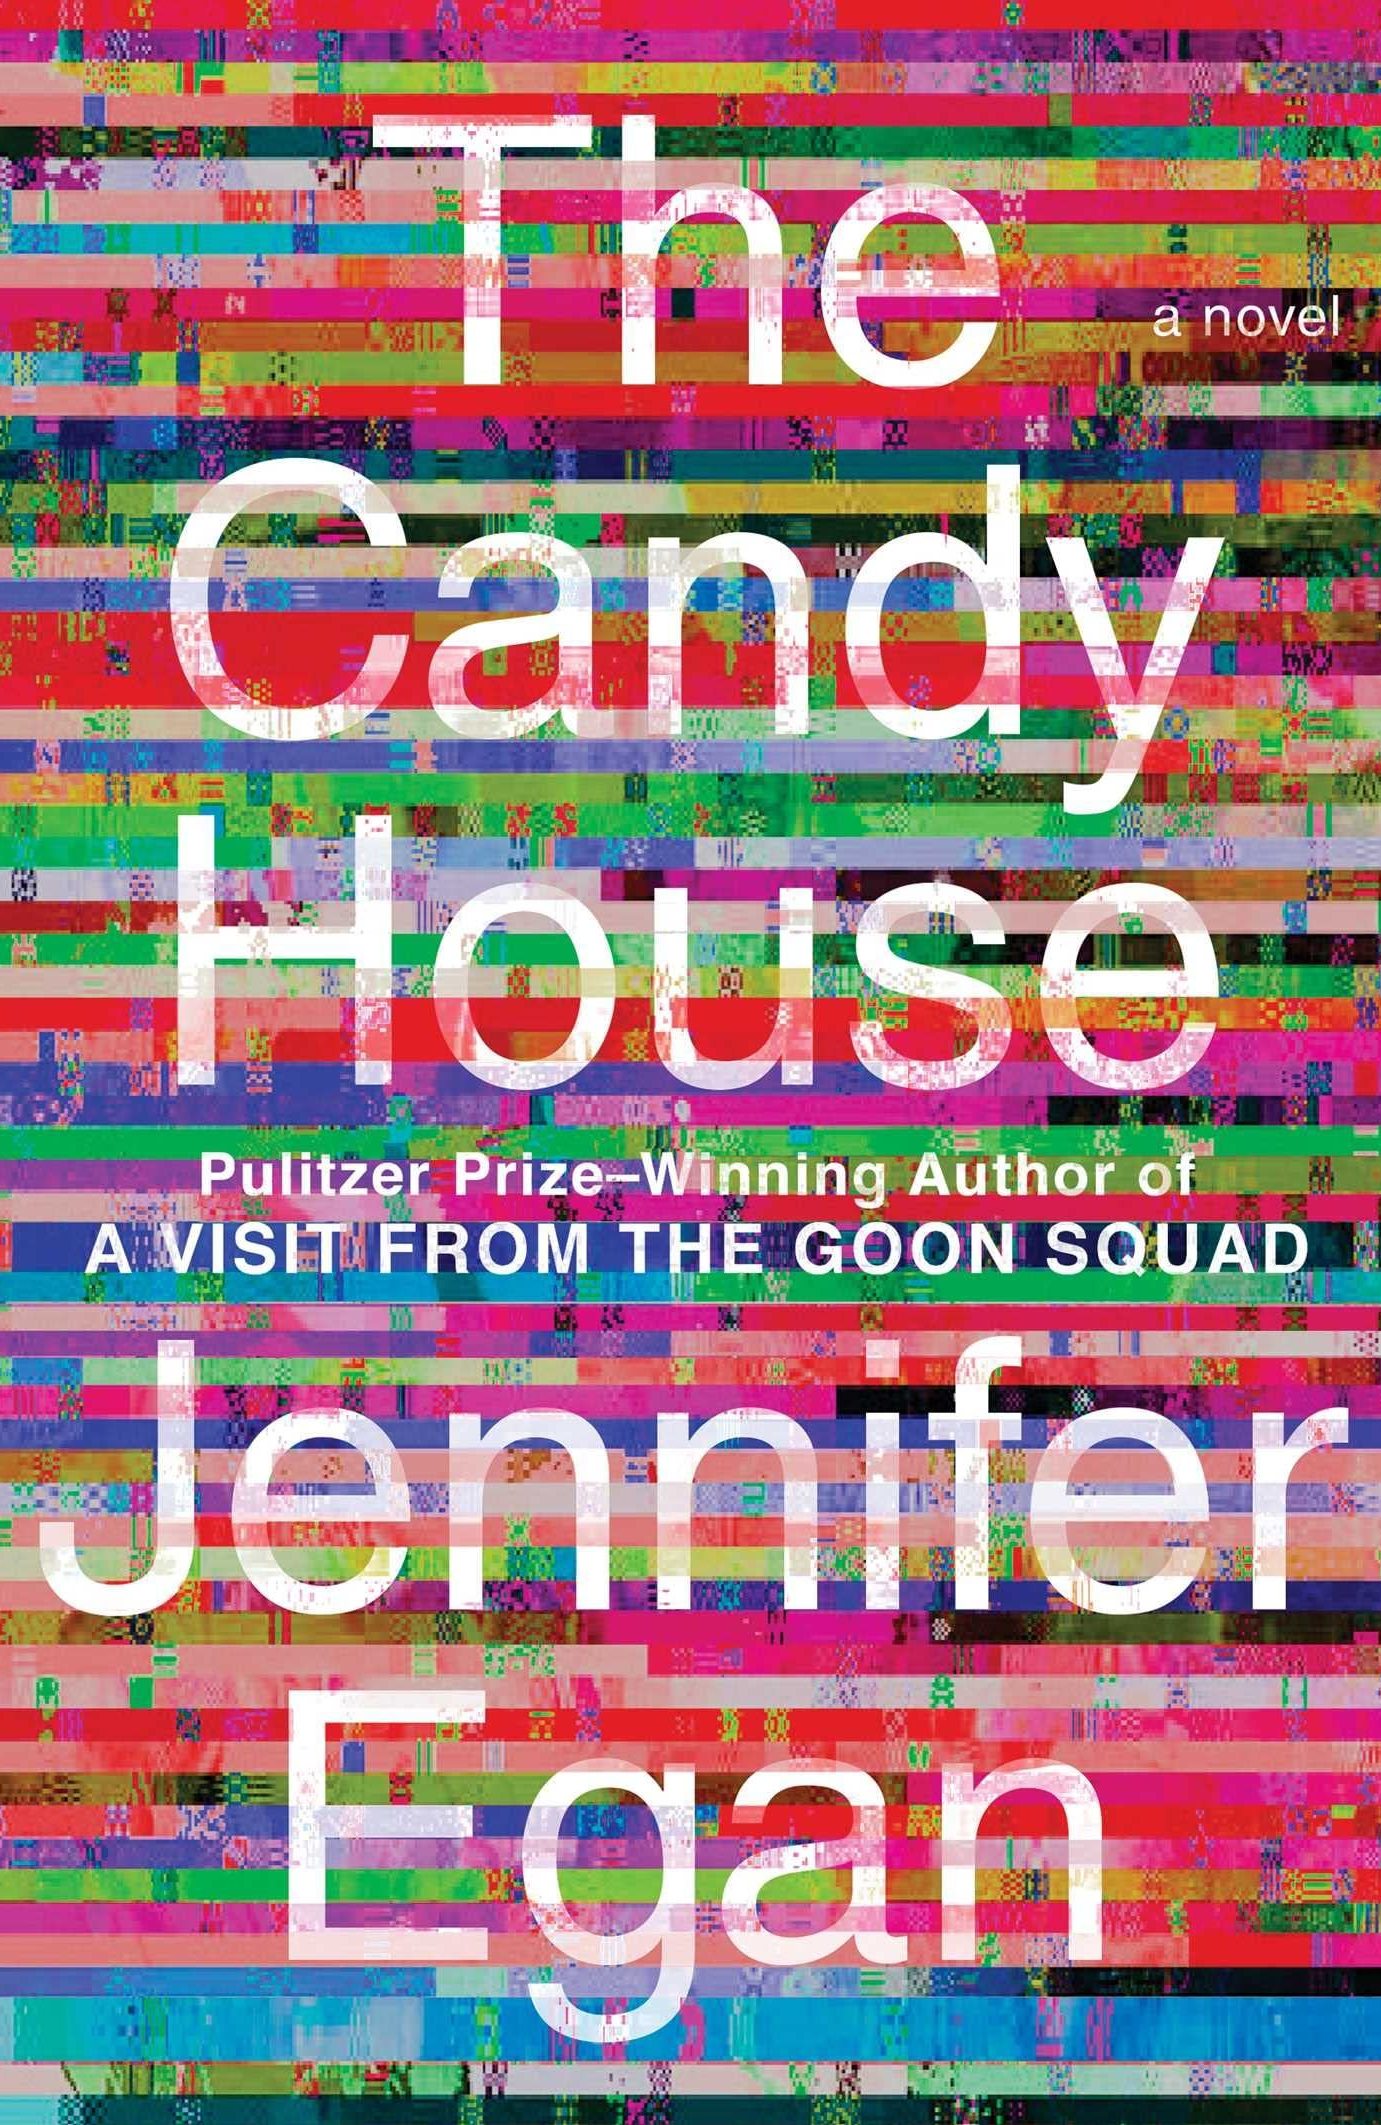 The
a novel
Candy
House
Pulitzer Prize–Winning Author of
A VISIT FROM THE GOON SQUAD
Jennifer
Egan